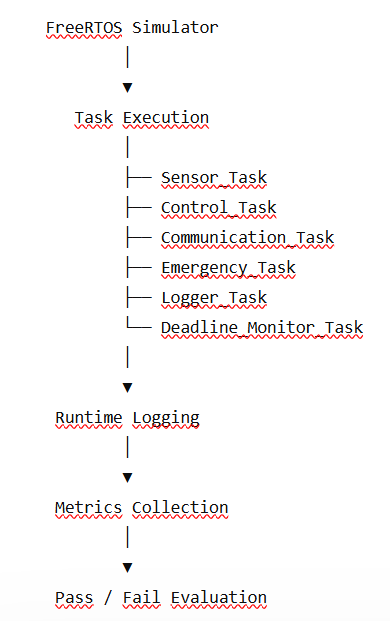 FreeRTOS Simulator
│
▼
Task Execution
│
├── Sensor_Task
├── Control_Task
├── Communication_Task
├── Emergency_Task
├── Logger_Task
└── Deadline_Monitor_Task
│
▼
Runtime Logging
│
▼
Metrics Collection
│
▼
Pass / Fail Evaluation